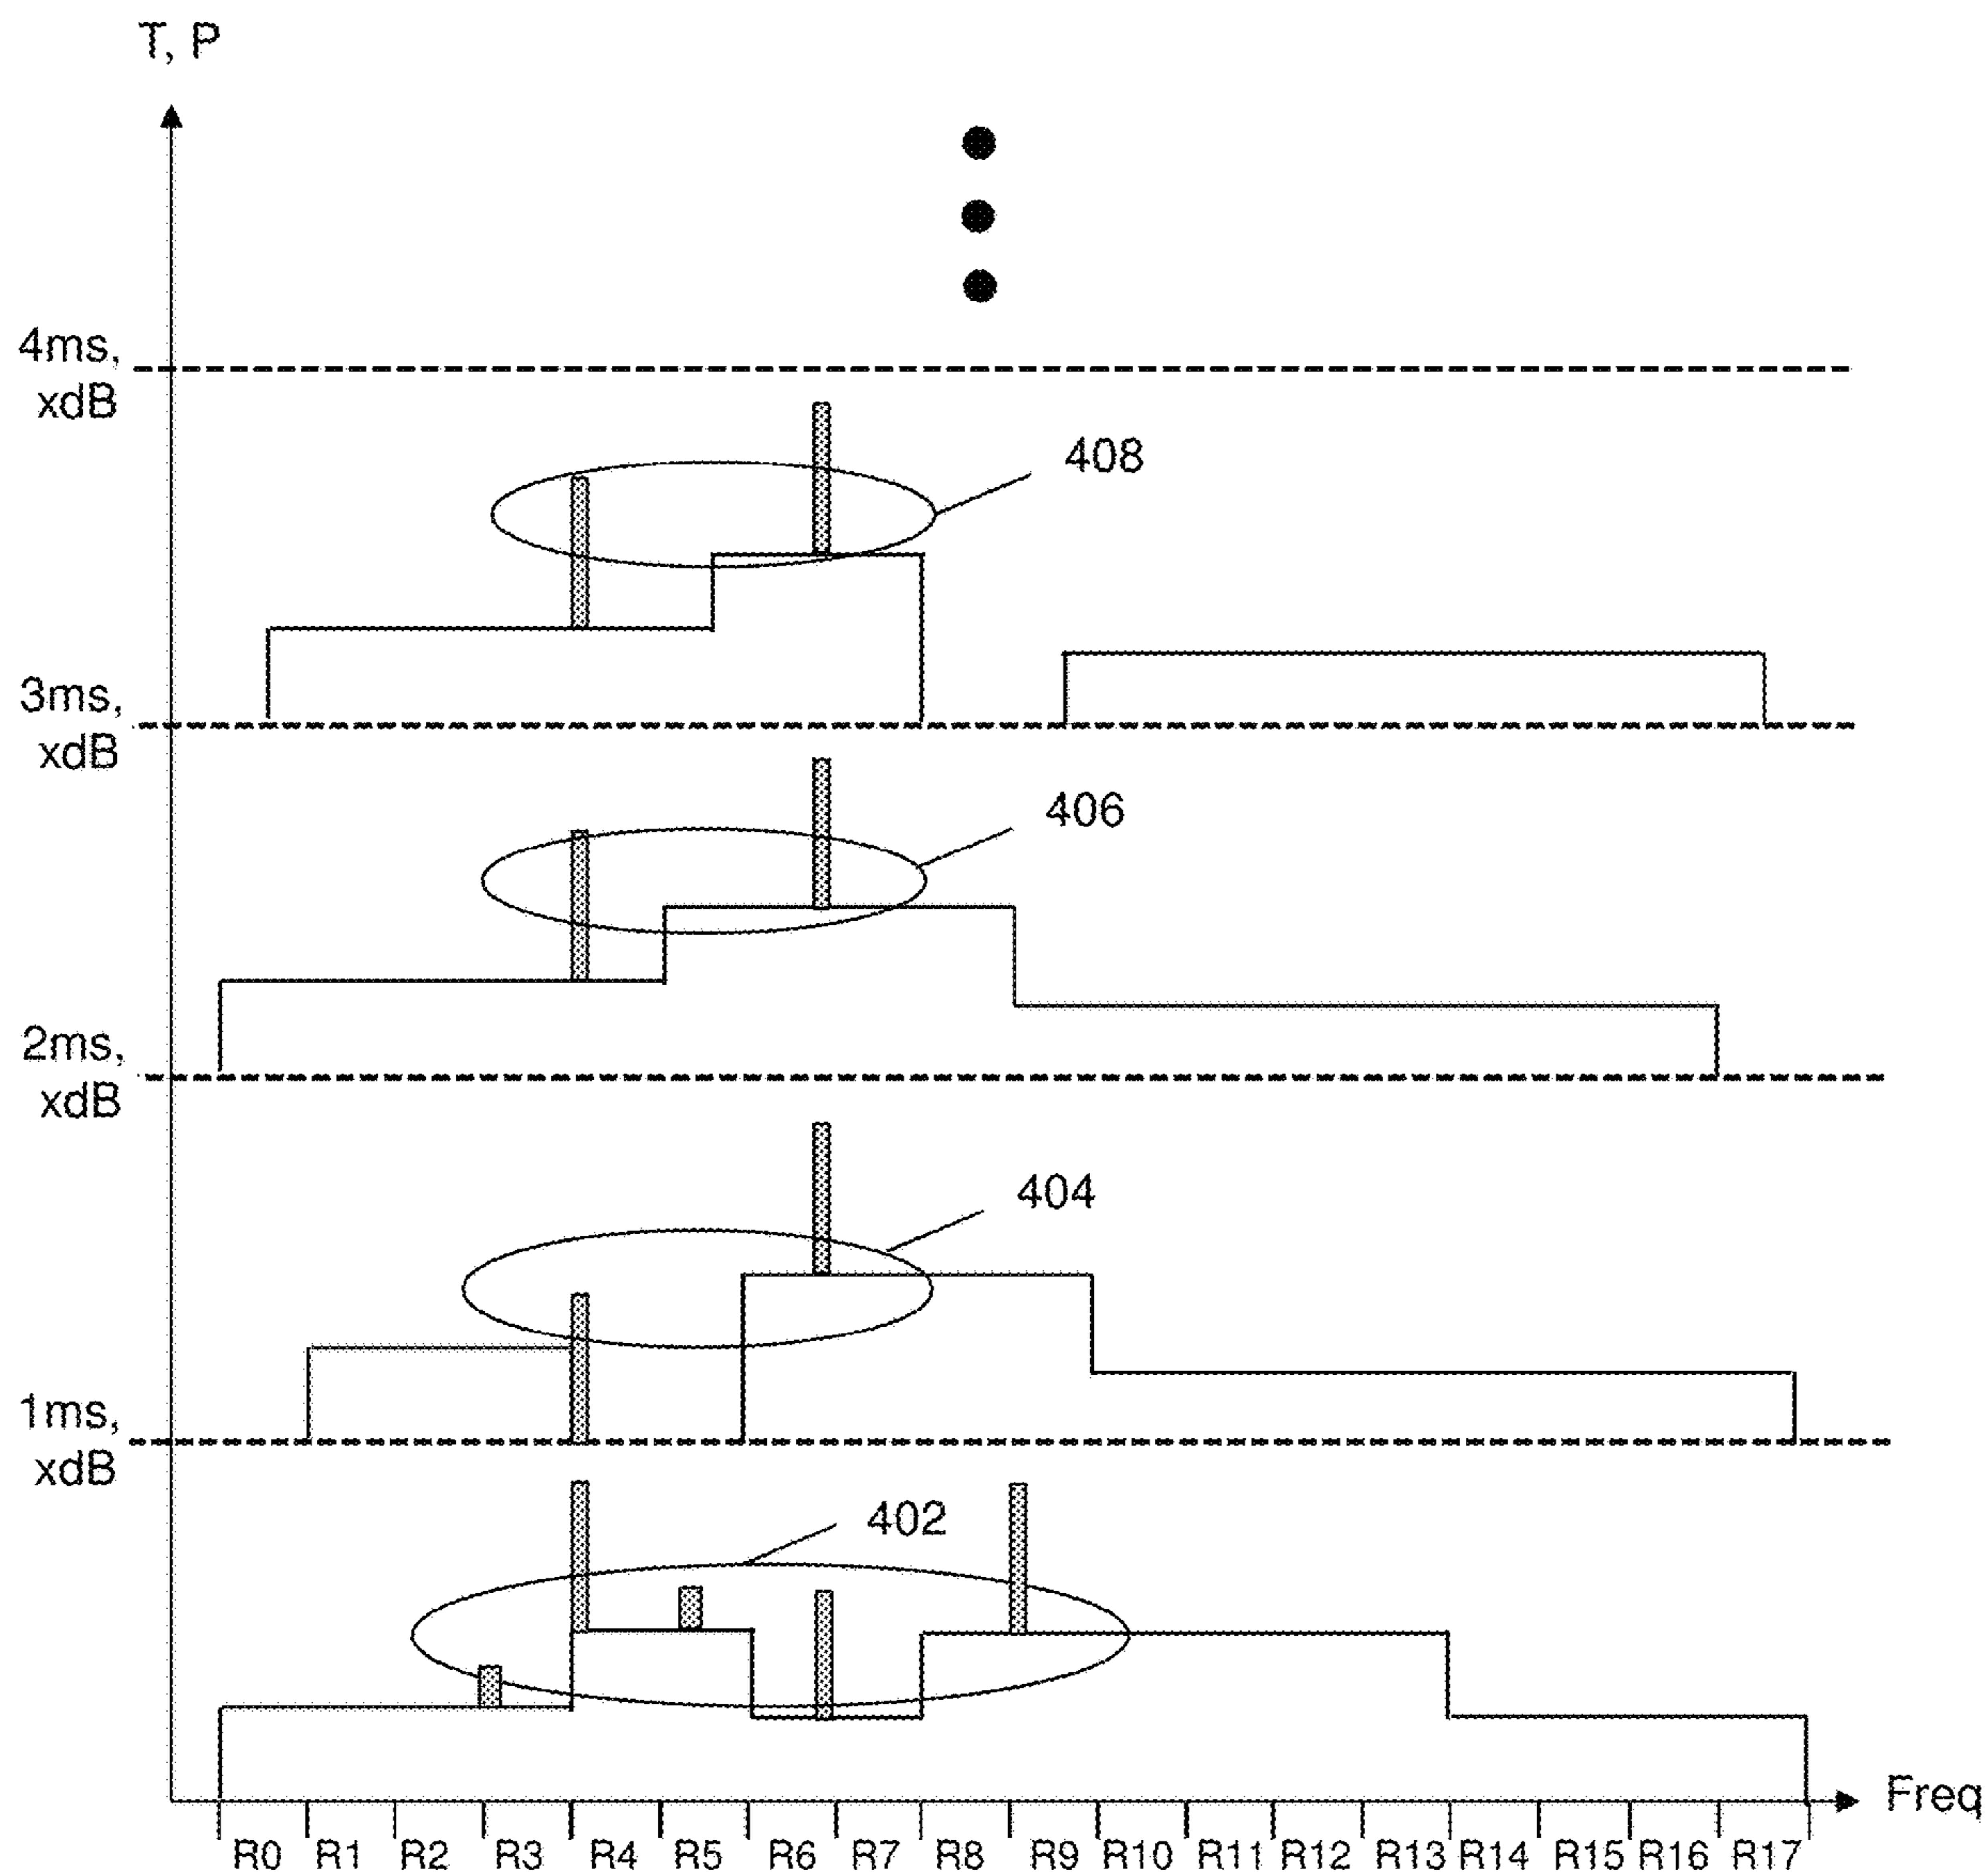 T, P
4ms,
xdB
408
3ms,
xdB
406
2ms,
xdB
404
1ms,
xdB
402
Freq
R0 R1 R2 R3 R4 R5 R6 R7 R8 R9 R10 R11 R12 R13 R14 R15 R16 R17